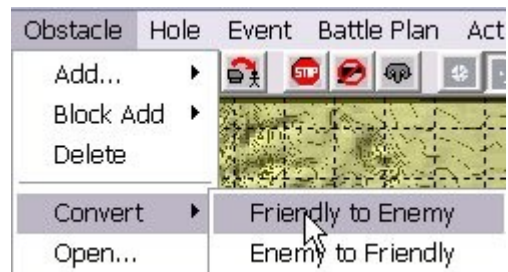 Obstacle Hole Event Battle Plan Act
STOP
Add...
Block Add
Delete
Convert
Friendly to Enemy
Open...
Enemy to Friendly